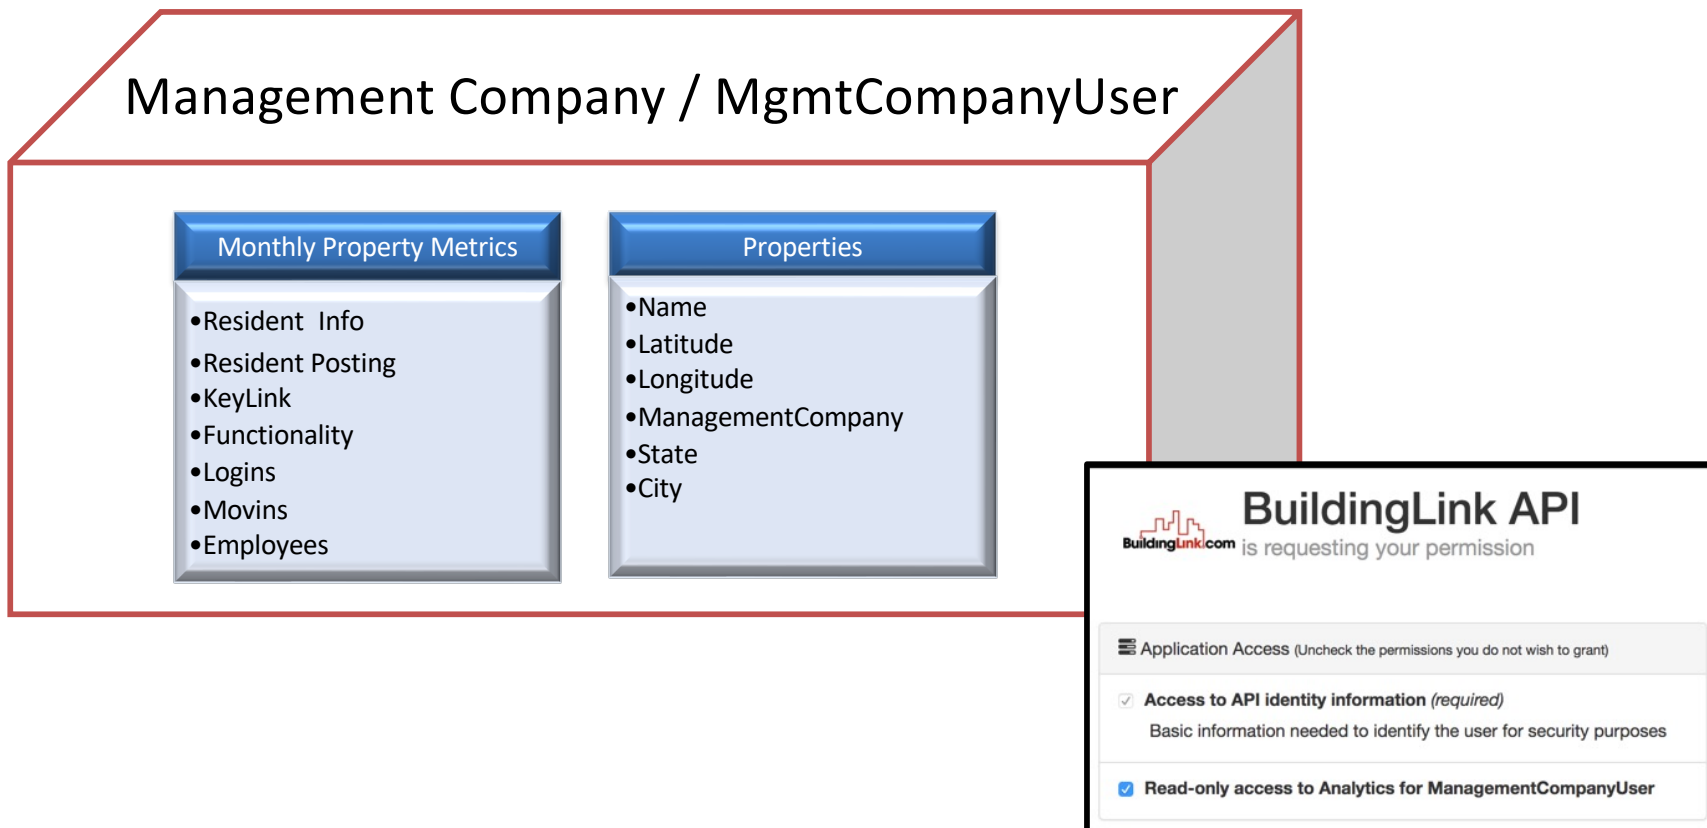 Management Company / MgmtCompanyUser
Monthly Property Metrics
•Resident Info
•Resident Posting
•KeyLink
•Functionality
•Logins
•Movins
•Employees
Properties
•Name
•Latitude
•Longitude
•ManagementCompany
•State
•City
BuildingLink API
BuildingLink.com is requesting your permission
Application Access (Uncheck the permissions you do not wish to grant)
Access to API identity information (required)
Basic information needed to identify the user for security purposes
Read-only access to Analytics for ManagementCompanyUser